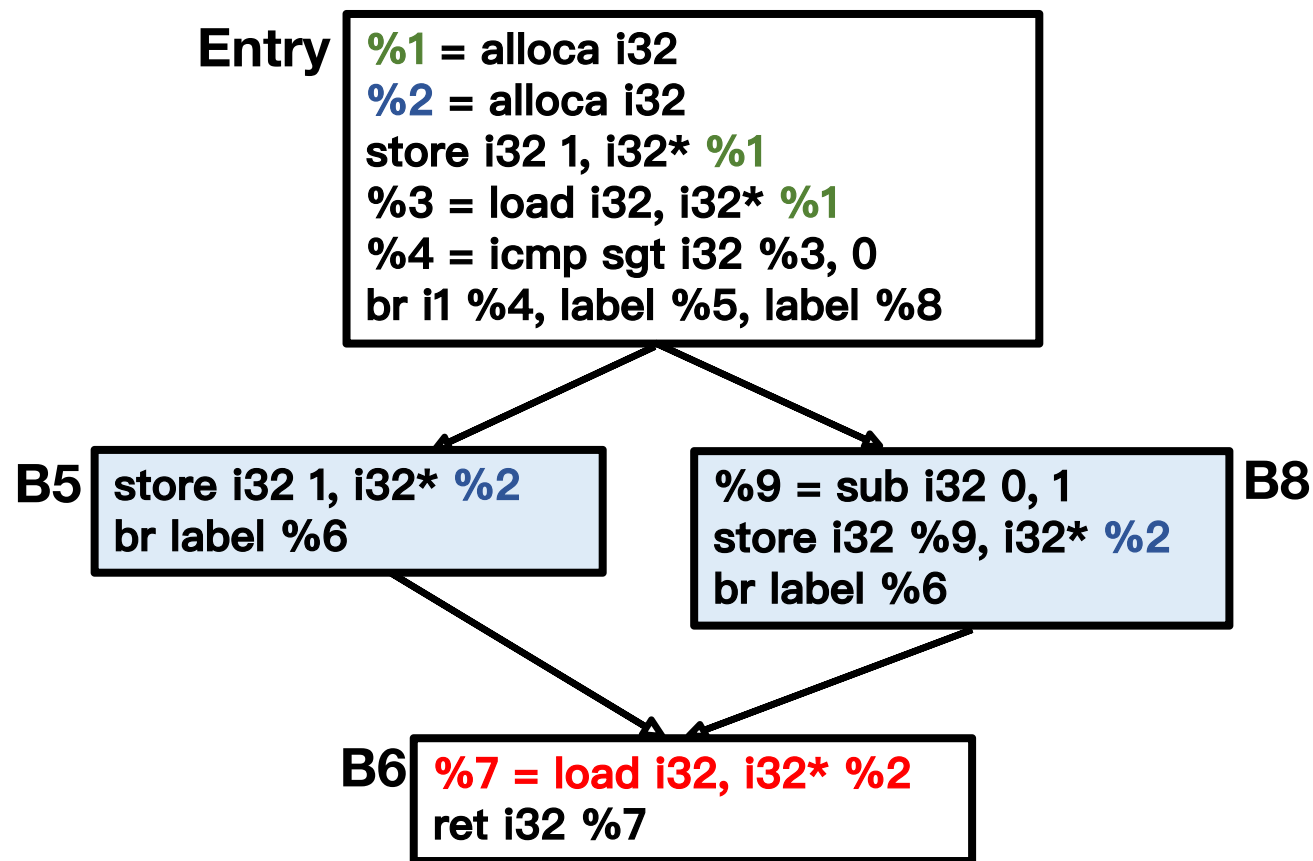 Entry
%1 = alloca i32
%2 = alloca i32
store i32 1, i32* %1
%3 = load i32, i32* %1
%4 = icmp sgt i32 %3, 0
br i1 %4, label %5, label %8
B5
store i32 1, i32* %2
br label %6
B8
%9 = sub i32 0, 1
store i32 %9, i32* %2
br label %6
B6
%7 = load i32, i32* %2
ret i32 %7